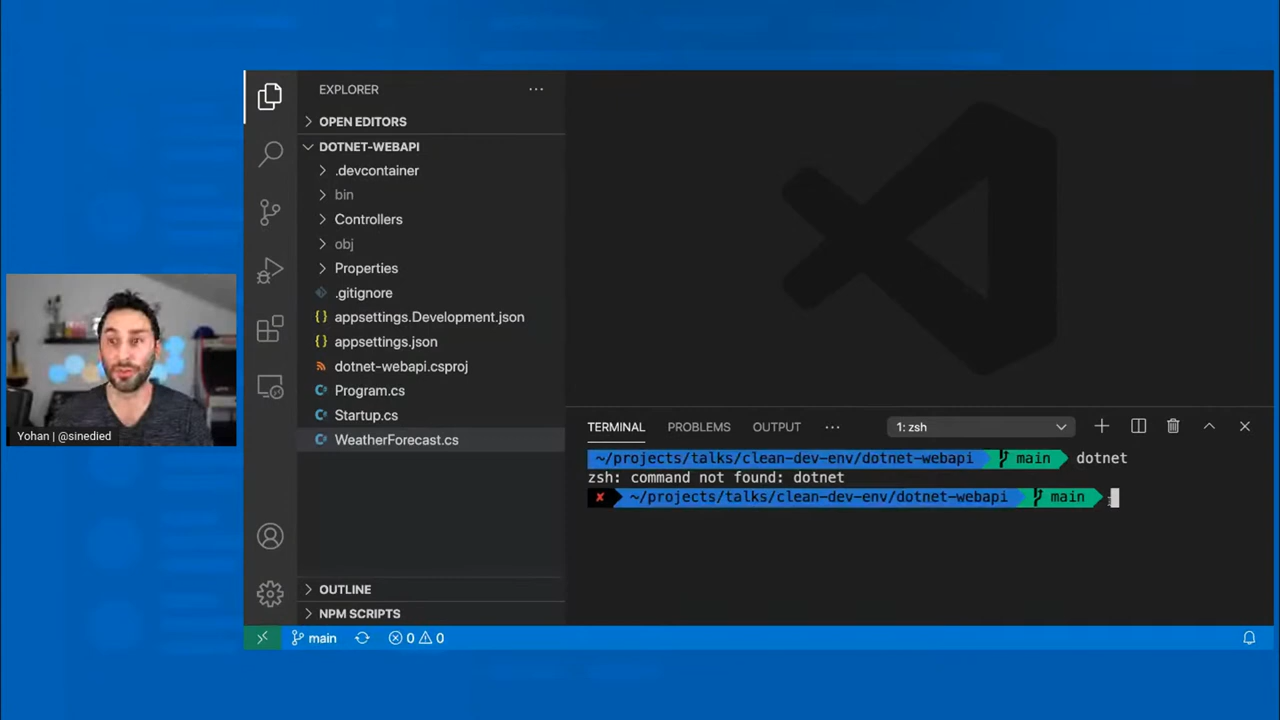 EXPLORER
OPEN EDITORS
DOTNET-WEBAPI
.devcontainer
bin
Controllers
obj
Properties
.gitignore
appsettings.Development.json
appsettings.json
dotnet-webapi.csproj
Program.cs
Startup.cs
WeatherForecast.cs
OUTLINE
NPM SCRIPTS
TERMINAL PROBLEMS OUTPUT 1: zsh
~/projects/talks/clean-dev-env/dotnet-webapi main dotnet
zsh: command not found: dotnet
✘ ~/projects/talks/clean-dev-env/dotnet-webapi main
main 0 0
Yohan | @sinedied